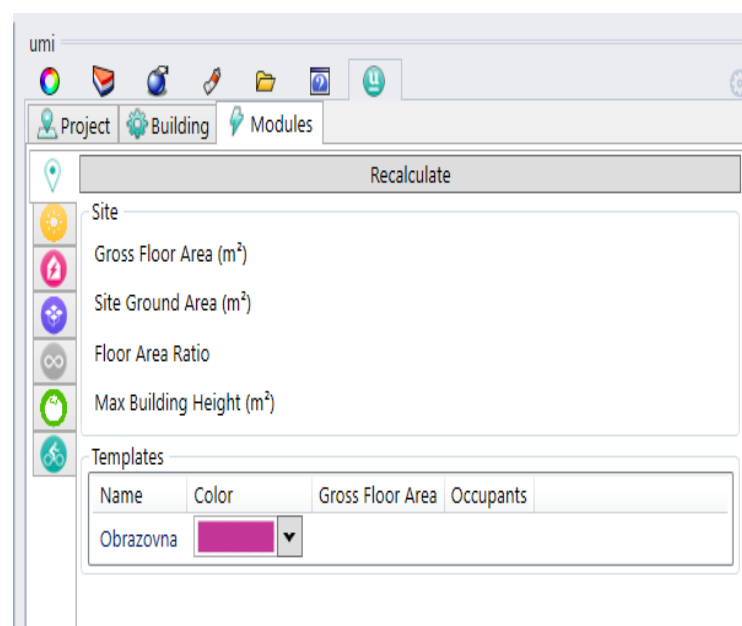 umi
Project Building Modules
Recalculate
Site
Gross Floor Area (m²)
Site Ground Area (m²)
Floor Area Ratio
Max Building Height (m²)
Templates
Name Color Gross Floor Area Occupants
Obrazovna